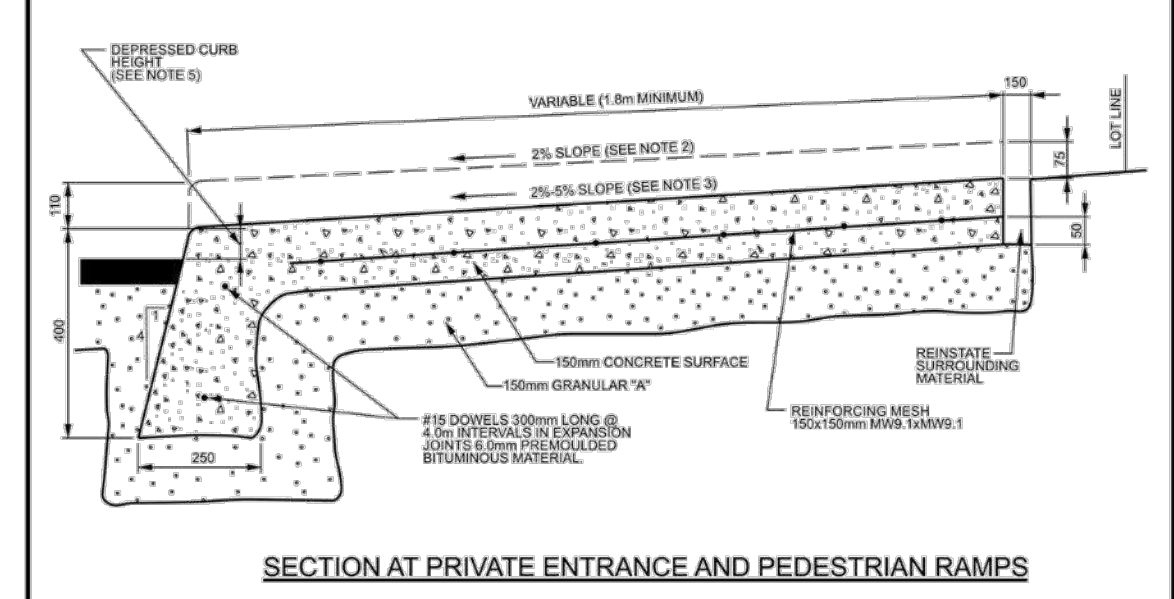 DEPRESSED CURB
HEIGHT
(SEE NOTE 5)
VARIABLE (1.8m MINIMUM)
150
LOT LINE
2% SLOPE (SEE NOTE 2)
75
2%-5% SLOPE (SEE NOTE 3)
110
50
400
1
4
150mm CONCRETE SURFACE
150mm GRANULAR "A"
REINSTATE
SURROUNDING
MATERIAL
#15 DOWELS 300mm LONG @
4.0m INTERVALS IN EXPANSION
JOINTS 6.0mm PREMOULDED
BITUMINOUS MATERIAL.
REINFORCING MESH
150x150mm MW9.1xMW9.1
250
SECTION AT PRIVATE ENTRANCE AND PEDESTRIAN RAMPS